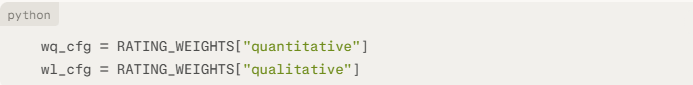 python
wq_cfg = RATING_WEIGHTS["quantitative"]
wl_cfg = RATING_WEIGHTS["qualitative"]